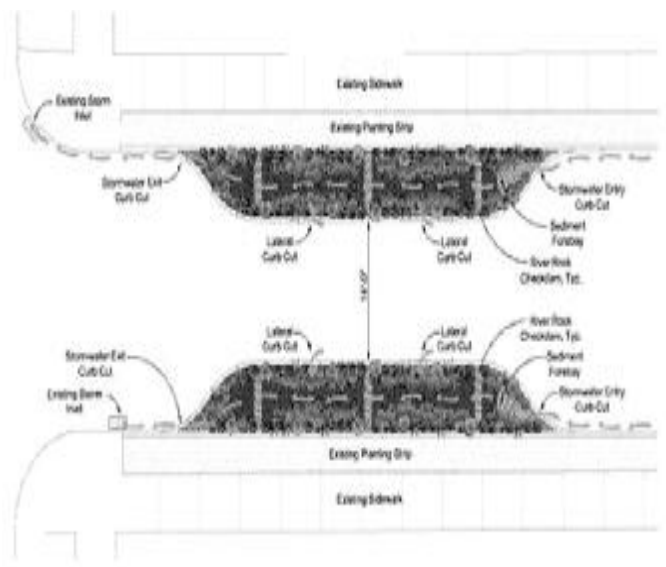 Existing Sidewalk
Existing Storm
Inlet
Existing Planting Strip
Stormwater Exit
Curb Cut
Stormwater Entry
Curb Cut
Lateral
Curb Cut
Lateral
Curb Cut
Sediment
Forebay
River Rock
Checkdam, Typ.
14'-0"
River Rock
Checkdam, Typ.
Lateral
Curb Cut
Lateral
Curb Cut
Stormwater Exit
Curb Cut
Sediment
Forebay
Existing Storm
Inlet
Stormwater Entry
Curb Cut
Existing Planting Strip
Existing Sidewalk